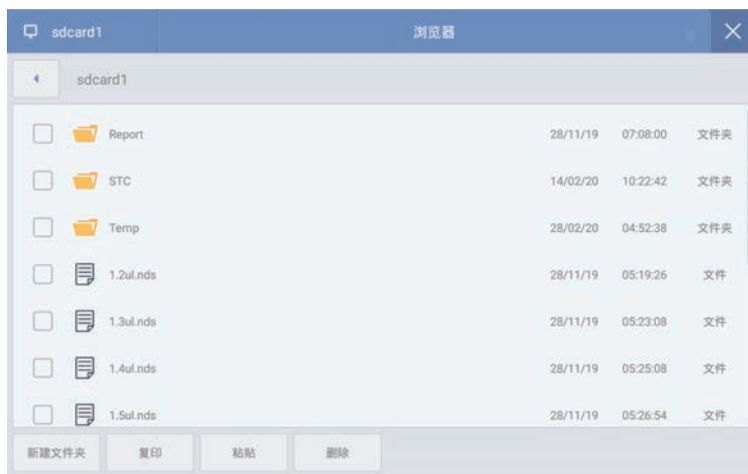 sdcard1 浏览器
sdcard1
Report 28/11/19 07:08:00 文件夹
STC 14/02/20 10:22:42 文件夹
Temp 28/02/20 04:52:38 文件夹
1.2ul.nds 28/11/19 05:19:26 文件
1.3ul.nds 28/11/19 05:23:08 文件
1.4ul.nds 28/11/19 05:25:08 文件
1.5ul.nds 28/11/19 05:26:54 文件
新建文件夹 复印 粘贴 删除